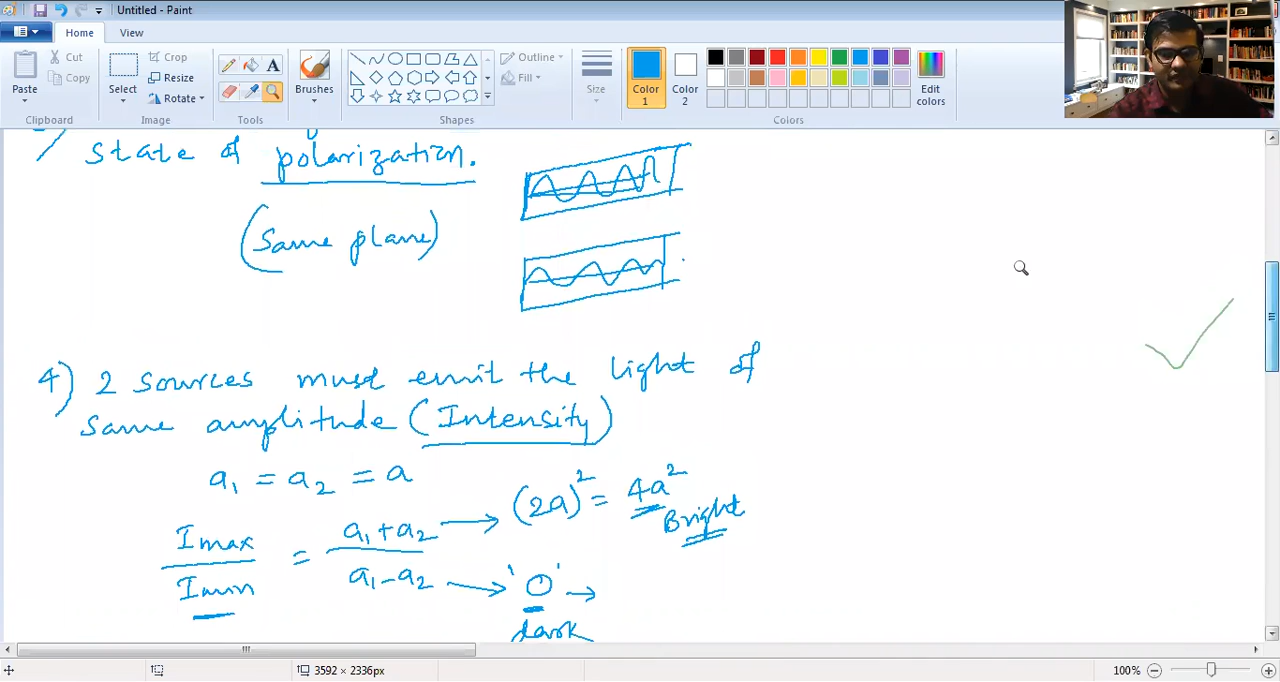 Untitled - Paint
Home View
Paste
Cut
Copy
Clipboard
Select
Crop
Resize
Rotate
Image
A
Tools
Brushes
Outline
Fill
Shapes
Size
Color 1
Color 2
Edit colors
Colors
state of polarization.
(Same plane)
4) 2 sources must emit the light of
same amplitude (Intensity)
a₁ = a₂ = a
Imax / Imin = a₁+a₂ / a₁-a₂
→ (2a)² = 4a²
Bright
→ '0' →
dark
3592 × 2336px
100%